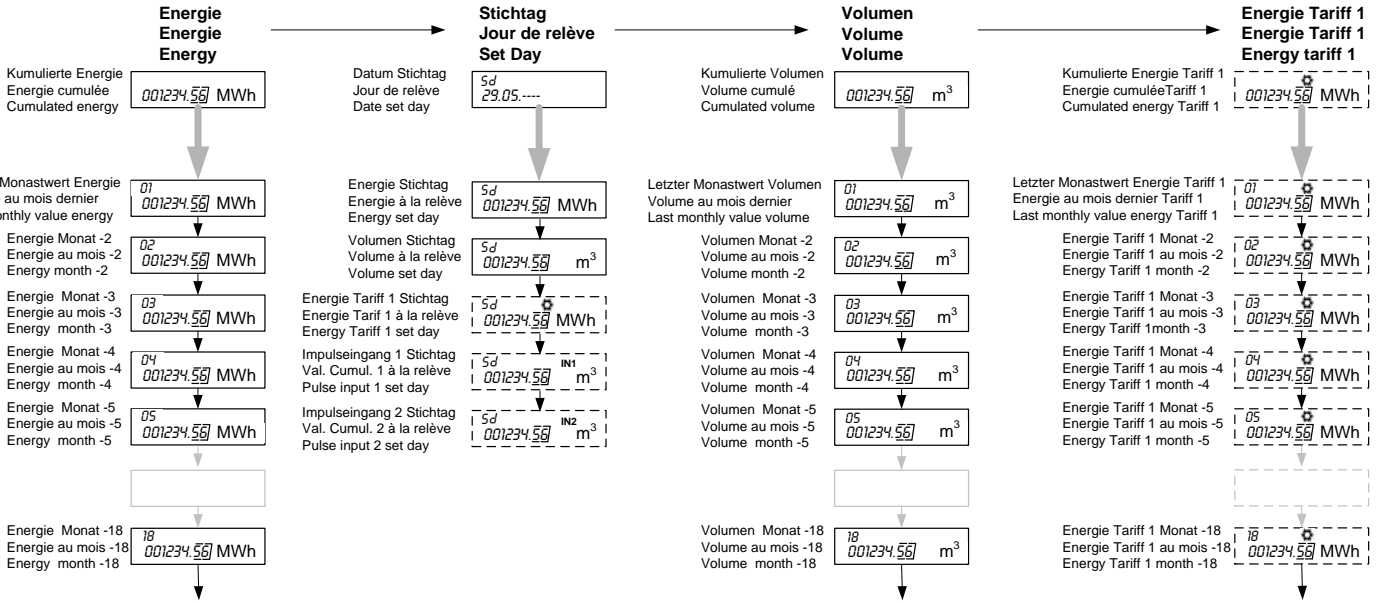 Energie
Energie
Energy
Kumulierte Energie
Energie cumulée
Cumulated energy
001234.56 MWh
Monastwert Energie
au mois dernier
value energy
01
001234.56 MWh
Energie Monat -2
Energie au mois -2
Energy month -2
02
001234.56 MWh
Energie Monat -3
Energie au mois -3
Energy month -3
03
001234.56 MWh
Energie Monat -4
Energie au mois -4
Energy month -4
04
001234.56 MWh
Energie Monat -5
Energie au mois -5
Energy month -5
05
001234.56 MWh
Energie Monat -18
Energie au mois -18
Energy month -18
18
001234.56 MWh
Stichtag
Jour de relève
Set Day
Datum Stichtag
Jour de relève
Date set day
Sd
29.05.----
Energie Stichtag
Energie à la relève
Energy set day
Sd
001234.56 MWh
Volumen Stichtag
Volume à la relève
Volume set day
Sd
001234.56 m³
Energie Tariff 1 Stichtag
Energie Tarif 1 à la relève
Energy Tariff 1 set day
Sd
001234.56 MWh
Impulseingang 1 Stichtag
Val. Cumul. 1 à la relève
Pulse input 1 set day
Sd IN1
001234.56 m³
Impulseingang 2 Stichtag
Val. Cumul. 2 à la relève
Pulse input 2 set day
Sd IN2
001234.56 m³
Volumen
Volume
Volume
Kumulierte Volumen
Volume cumulé
Cumulated volume
001234.56 m³
Letzter Monastwert Volumen
Volume au mois dernier
Last monthly value volume
01
001234.56 m³
Volumen Monat -2
Volume au mois -2
Volume month -2
02
001234.56 m³
Volumen Monat -3
Volume au mois -3
Volume month -3
03
001234.56 m³
Volumen Monat -4
Volume au mois -4
Volume month -4
04
001234.56 m³
Volumen Monat -5
Volume au mois -5
Volume month -5
05
001234.56 m³
Volumen Monat -18
Volume au mois -18
Volume month -18
18
001234.56 m³
Energie Tariff 1
Energie Tariff 1
Energy tariff 1
Kumulierte Energie Tariff 1
Energie cumuléeTariff 1
Cumulated energy Tariff 1
001234.56 MWh
Letzter Monastwert Energie Tariff 1
Energie au mois dernier Tariff 1
Last monthly value energy Tariff 1
01
001234.56 MWh
Energie Tariff 1 Monat -2
Energie Tariff 1 au mois -2
Energy Tariff 1 month -2
02
001234.56 MWh
Energie Tariff 1 Monat -3
Energie Tariff 1 au mois -3
Energy Tariff 1month -3
03
001234.56 MWh
Energie Tariff 1 Monat -4
Energie Tariff 1 au mois -4
Energy Tariff 1 month -4
04
001234.56 MWh
Energie Tariff 1 Monat -5
Energie Tariff 1 au mois -5
Energy Tariff 1 month -5
05
001234.56 MWh
Energie Tariff 1 Monat -18
Energie Tariff 1 au mois -18
Energy Tariff 1 month -18
18
001234.56 MWh